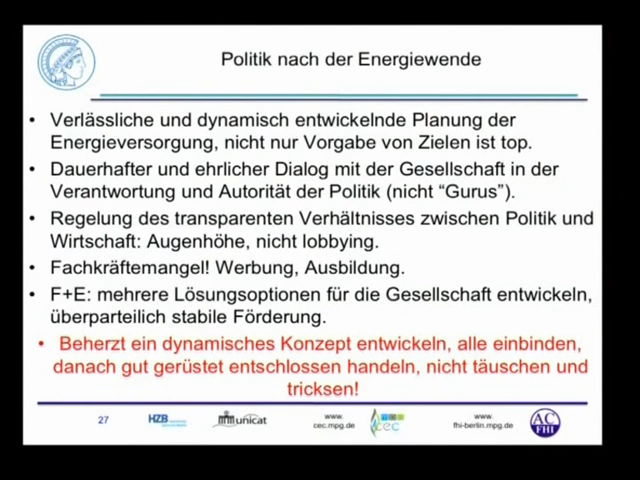 Politik nach der Energiewende
• Verlässliche und dynamisch entwickelnde Planung der
Energieversorgung, nicht nur Vorgabe von Zielen ist top.
• Dauerhafter und ehrlicher Dialog mit der Gesellschaft in der
Verantwortung und Autorität der Politik (nicht “Gurus”).
• Regelung des transparenten Verhältnisses zwischen Politik und
Wirtschaft: Augenhöhe, nicht lobbying.
• Fachkräftemangel! Werbung, Ausbildung.
• F+E: mehrere Lösungsoptionen für die Gesellschaft entwickeln,
überparteilich stabile Förderung.
• Beherzt ein dynamisches Konzept entwickeln, alle einbinden,
danach gut gerüstet entschlossen handeln, nicht täuschen und
tricksen!
27
HZB
unicat
www.
cec.mpg.de
cec
www.
fhi-berlin.mpg.de
AC
FHI